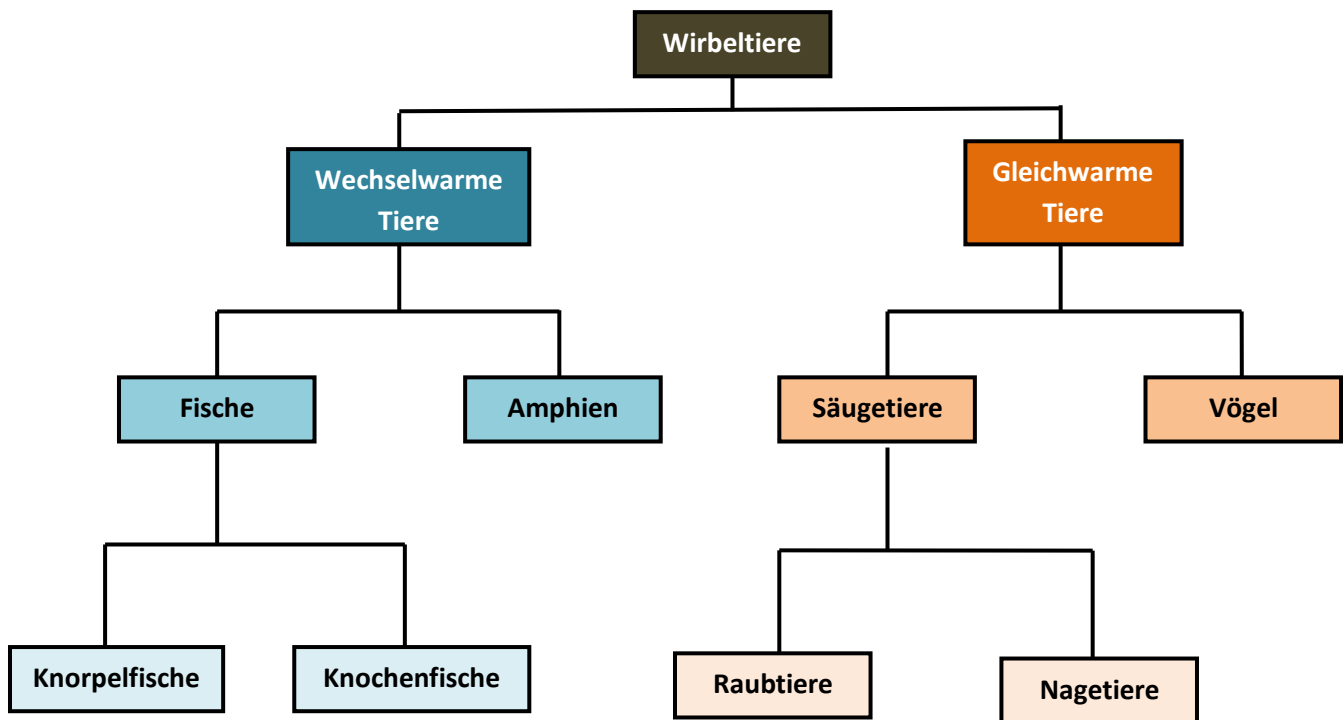 Wirbeltiere
Wechselwarme
Tiere
Gleichwarme
Tiere
Fische
Amphien
Säugetiere
Vögel
Knorpelfische
Knochenfische
Raubtiere
Nagetiere